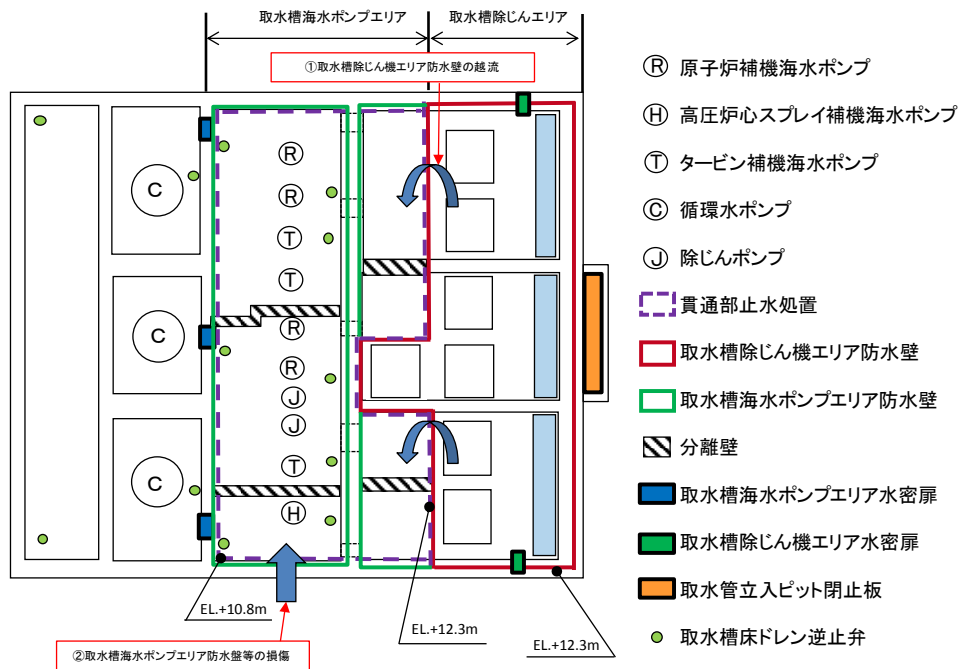 取水槽海水ポンプエリア
取水槽除じんエリア
①取水槽除じん機エリア防水壁の越流
R
R
T
T
R
R
J
J
T
H
C
C
C
EL.+10.8m
EL.+12.3m
EL.+12.3m
②取水槽海水ポンプエリア防水盤等の損傷
R 原子炉補機海水ポンプ
H 高圧炉心スプレイ補機海水ポンプ
T タービン補機海水ポンプ
C 循環水ポンプ
J 除じんポンプ
貫通部止水処置
取水槽除じん機エリア防水壁
取水槽海水ポンプエリア防水壁
分離壁
取水槽海水ポンプエリア水密扉
取水槽除じん機エリア水密扉
取水管立入ピット閉止板
取水槽床ドレン逆止弁